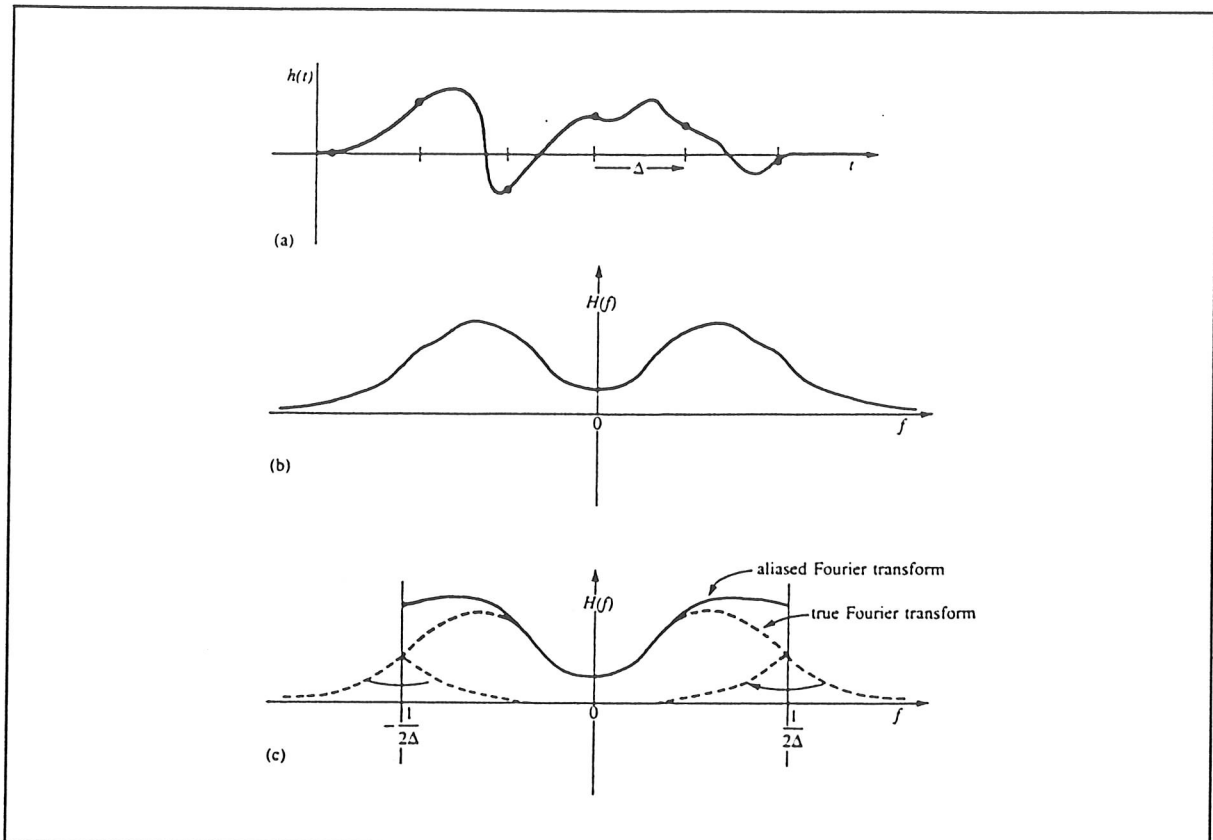 h(t)
Δ
t
(a)
H(f)
0
f
(b)
aliased Fourier transform
H(f)
true Fourier transform
0
f
-1/2Δ
1/2Δ
(c)